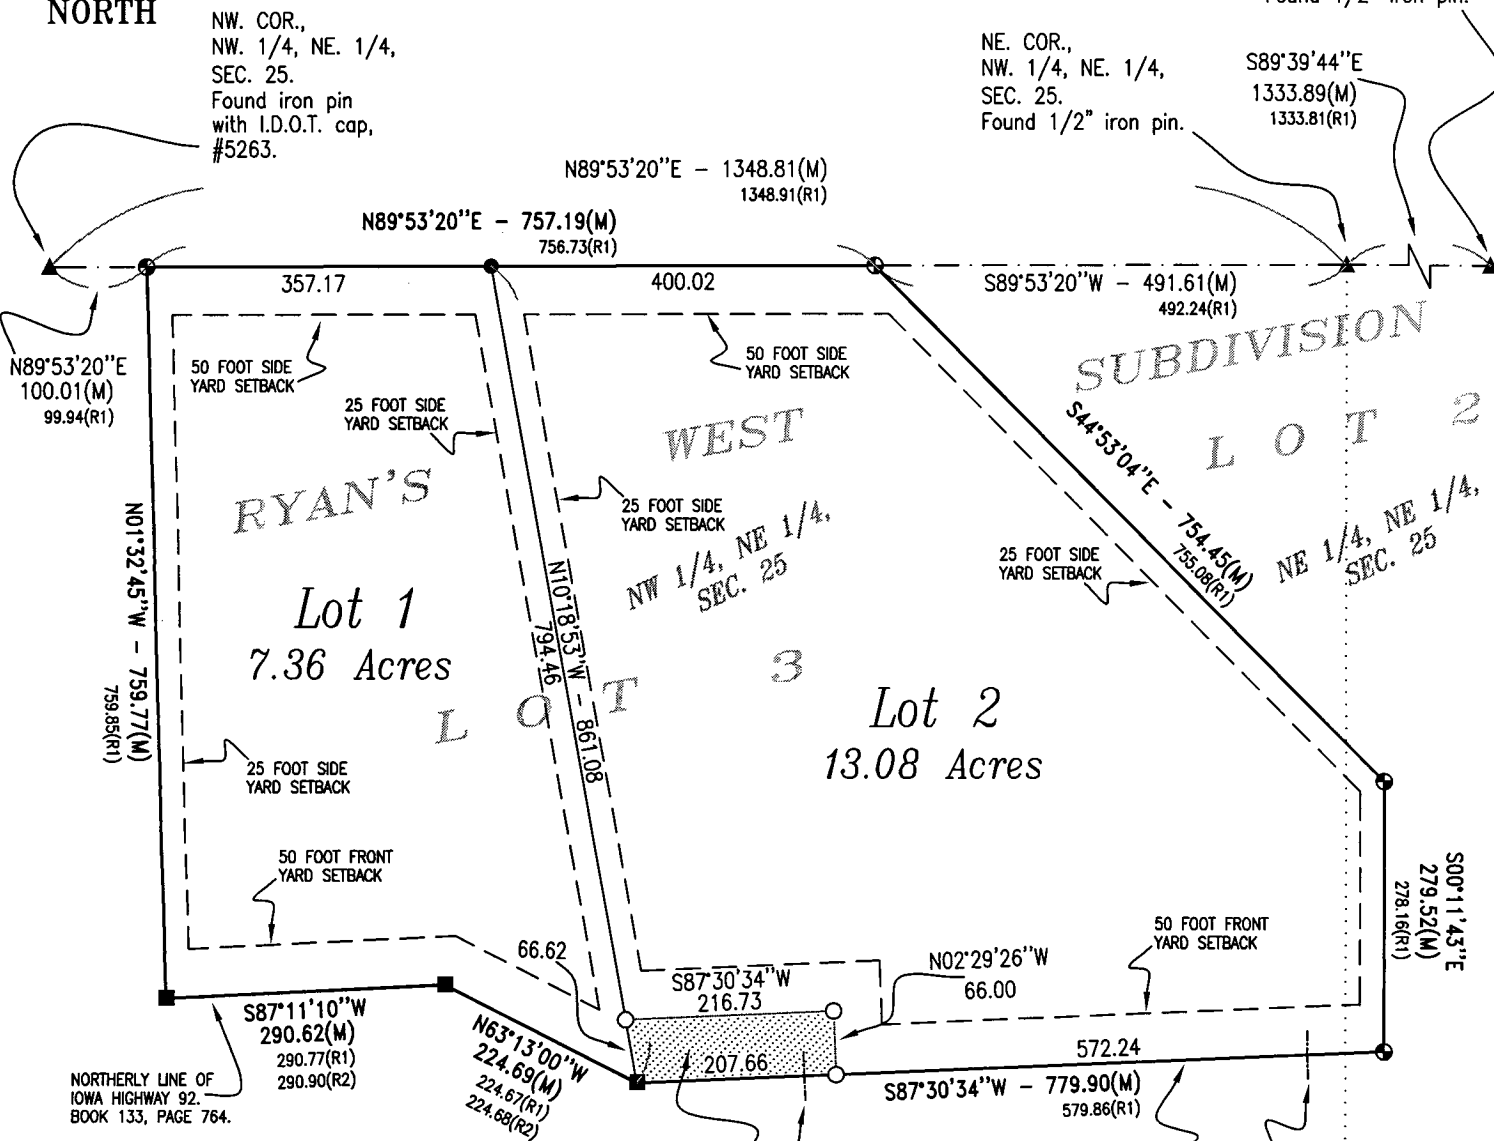 NORTH
NW. COR.,
NW. 1/4, NE. 1/4,
SEC. 25.
Found iron pin
with I.D.O.T. cap,
#5263.
NE. COR.,
NW. 1/4, NE. 1/4,
SEC. 25.
Found 1/2" iron pin.
Found 1/2" iron pin.
S89°39'44"E
1333.89(M)
1333.81(R1)
N89°53'20"E - 1348.81(M)
1348.91(R1)
N89°53'20"E - 757.19(M)
756.73(R1)
357.17
400.02
S89°53'20"W - 491.61(M)
492.24(R1)
N89°53'20"E
100.01(M)
99.94(R1)
50 FOOT SIDE
YARD SETBACK
25 FOOT SIDE
YARD SETBACK
50 FOOT SIDE
YARD SETBACK
25 FOOT SIDE
YARD SETBACK
25 FOOT SIDE
YARD SETBACK
RYAN'S
WEST
SUBDIVISION
LOT 2
NW 1/4, NE 1/4,
SEC. 25
NE 1/4, NE 1/4,
SEC. 25
S44°53'04"E - 754.45(M)
755.08(R1)
N01°32'45"W - 759.77(M)
759.85(R1)
N10°18'53"W - 861.08
794.46
Lot 1
7.36 Acres
LOT 3
Lot 2
13.08 Acres
25 FOOT SIDE
YARD SETBACK
50 FOOT FRONT
YARD SETBACK
50 FOOT FRONT
YARD SETBACK
S00°11'43"E
279.52(M)
278.16(R1)
66.62
S87°30'34"W
216.73
N02°29'26"W
66.00
207.66
572.24
S87°30'34"W - 779.90(M)
579.86(R1)
S87°11'10"W
290.62(M)
290.77(R1)
290.90(R2)
N63°13'00"W
224.69(M)
224.67(R1)
224.68(R2)
NORTHERLY LINE OF
IOWA HIGHWAY 92.
BOOK 133, PAGE 764.